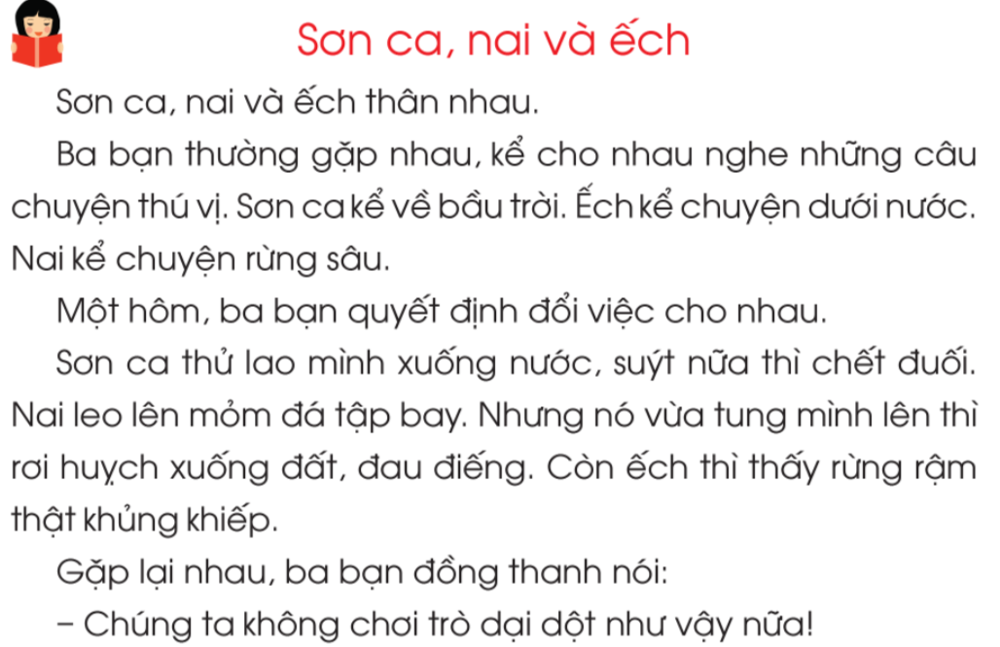 Sơn ca, nai và ếch
Sơn ca, nai và ếch thân nhau.
Ba bạn thường gặp nhau, kể cho nhau nghe những câu
chuyện thú vị. Sơn ca kể về bầu trời. Ếch kể chuyện dưới nước.
Nai kể chuyện rừng sâu.
Một hôm, ba bạn quyết định đổi việc cho nhau.
Sơn ca thử lao mình xuống nước, suýt nữa thì chết đuối.
Nai leo lên mỏm đá tập bay. Nhưng nó vừa tung mình lên thì
rơi huỵch xuống đất, đau điếng. Còn ếch thì thấy rừng rậm
thật khủng khiếp.
Gặp lại nhau, ba bạn đồng thanh nói:
– Chúng ta không chơi trò dại dột như vậy nữa!